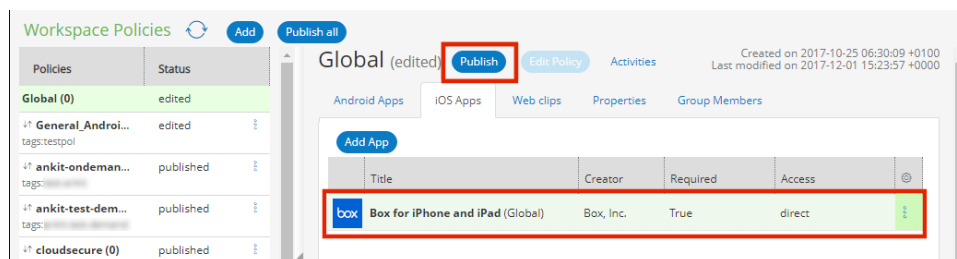 Workspace Policies Add Publish all
Policies Status
Global (0) edited
General_Androi... edited
tags:testpol
ankit-ondeman... published
tags:
ankit-test-dem... published
tags:
cloudsecure (0) published
Global (edited) Publish Edit Policy Activities
Created on 2017-10-25 06:30:09 +0100
Last modified on 2017-12-01 15:23:57 +0000
Android Apps iOS Apps Web clips Properties Group Members
Add App
Title Creator Required Access
box Box for iPhone and iPad (Global) Box, Inc. True direct